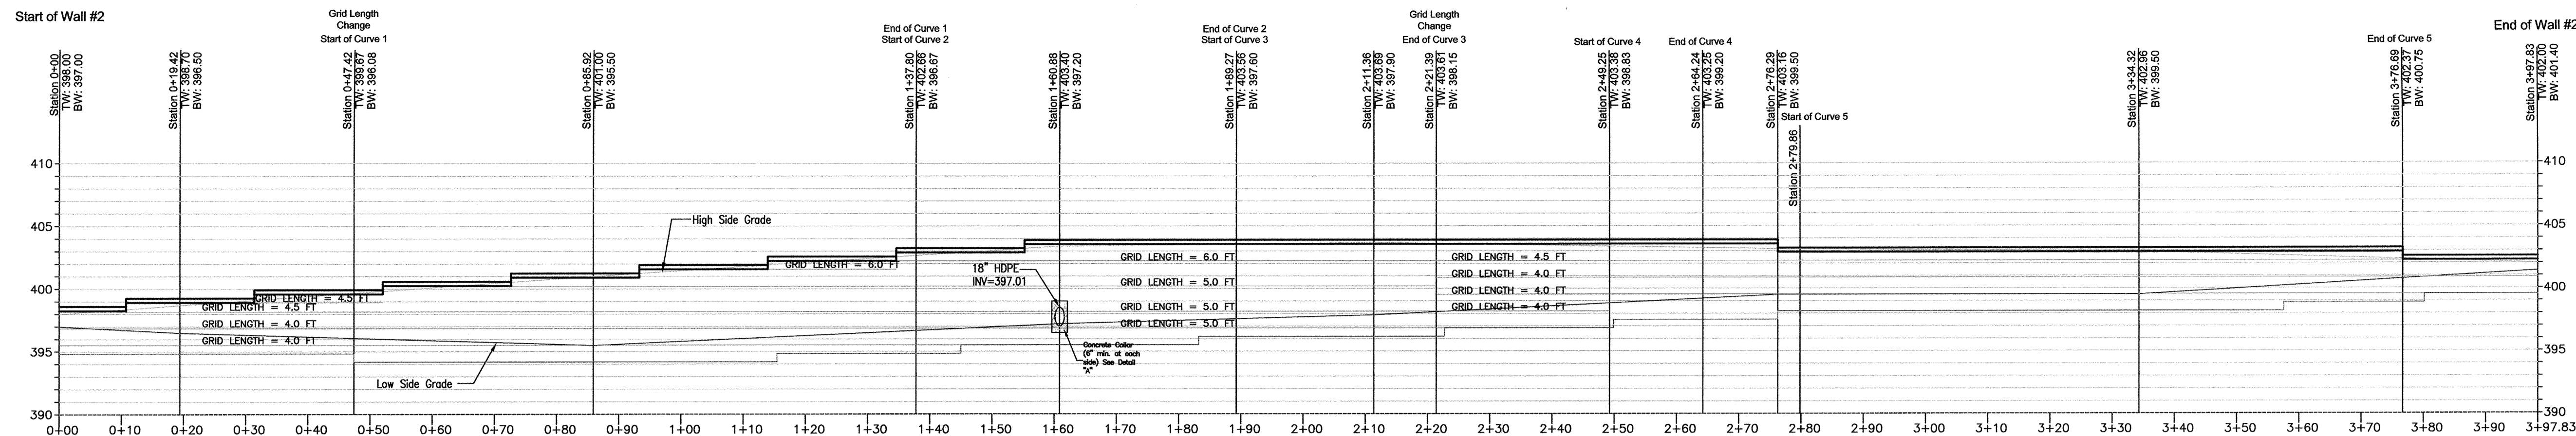 Start of Wall #2
Grid Length
Change
Start of Curve 1
End of Curve 1
Start of Curve 2
End of Curve 2
Start of Curve 3
Grid Length
Change
End of Curve 3
Start of Curve 4
End of Curve 4
End of Curve 5
End of Wall #2
Station 0+00
TW: 398.00
BW: 397.00
Station 0+19.42
TW: 398.70
BW: 396.50
Station 0+47.42
TW: 399.67
BW: 396.08
Station 0+85.92
TW: 401.00
BW: 395.50
Station 1+37.80
TW: 402.66
BW: 396.67
Station 1+60.88
TW: 403.40
BW: 397.20
Station 1+89.27
TW: 403.56
BW: 397.60
Station 2+11.36
TW: 403.69
BW: 397.90
Station 2+21.39
TW: 403.61
BW: 398.15
Station 2+49.25
TW: 403.38
BW: 398.83
Station 2+64.24
TW: 403.25
BW: 399.20
Station 2+76.29
TW: 403.16
BW: 399.50
Start of Curve 5
Station 2+79.86
Station 3+34.32
TW: 402.96
BW: 399.50
Station 3+76.69
TW: 402.37
BW: 400.75
Station 3+97.83
TW: 402.00
BW: 401.40
410
405
400
395
390
410
405
400
395
390
High Side Grade
GRID LENGTH = 6.0 FT
GRID LENGTH = 4.5 FT
GRID LENGTH = 4.5 FT
GRID LENGTH = 4.0 FT
GRID LENGTH = 4.0 FT
Low Side Grade
18" HDPE
INV=397.01
Concrete Collar
(6" min. at each
side) See Detail
"A"
GRID LENGTH = 6.0 FT
GRID LENGTH = 5.0 FT
GRID LENGTH = 5.0 FT
GRID LENGTH = 5.0 FT
GRID LENGTH = 4.5 FT
GRID LENGTH = 4.0 FT
GRID LENGTH = 4.0 FT
GRID LENGTH = 4.0 FT
0+00 0+10 0+20 0+30 0+40 0+50 0+60 0+70 0+80 0+90 1+00 1+10 1+20 1+30 1+40 1+50 1+60 1+70 1+80 1+90 2+00 2+10 2+20 2+30 2+40 2+50 2+60 2+70 2+80 2+90 3+00 3+10 3+20 3+30 3+40 3+50 3+60 3+70 3+80 3+90 3+97.83